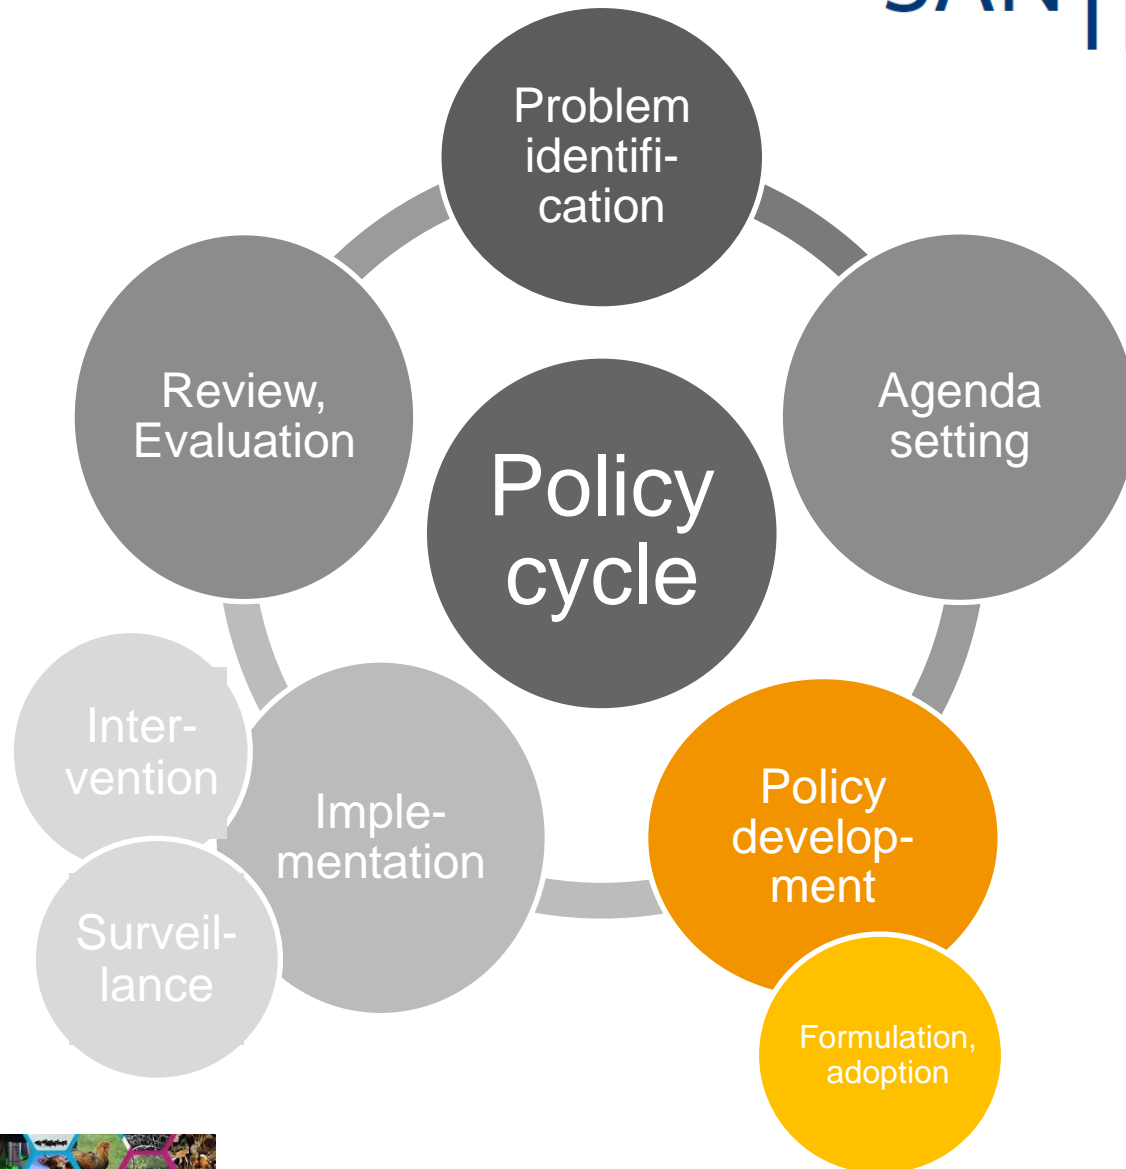 SAN
Problem
identifi-
cation
Review,
Evaluation
Agenda
setting
Policy
cycle
Inter-
vention
Imple-
mentation
Policy
develop-
ment
Surveil-
lance
Formulation,
adoption